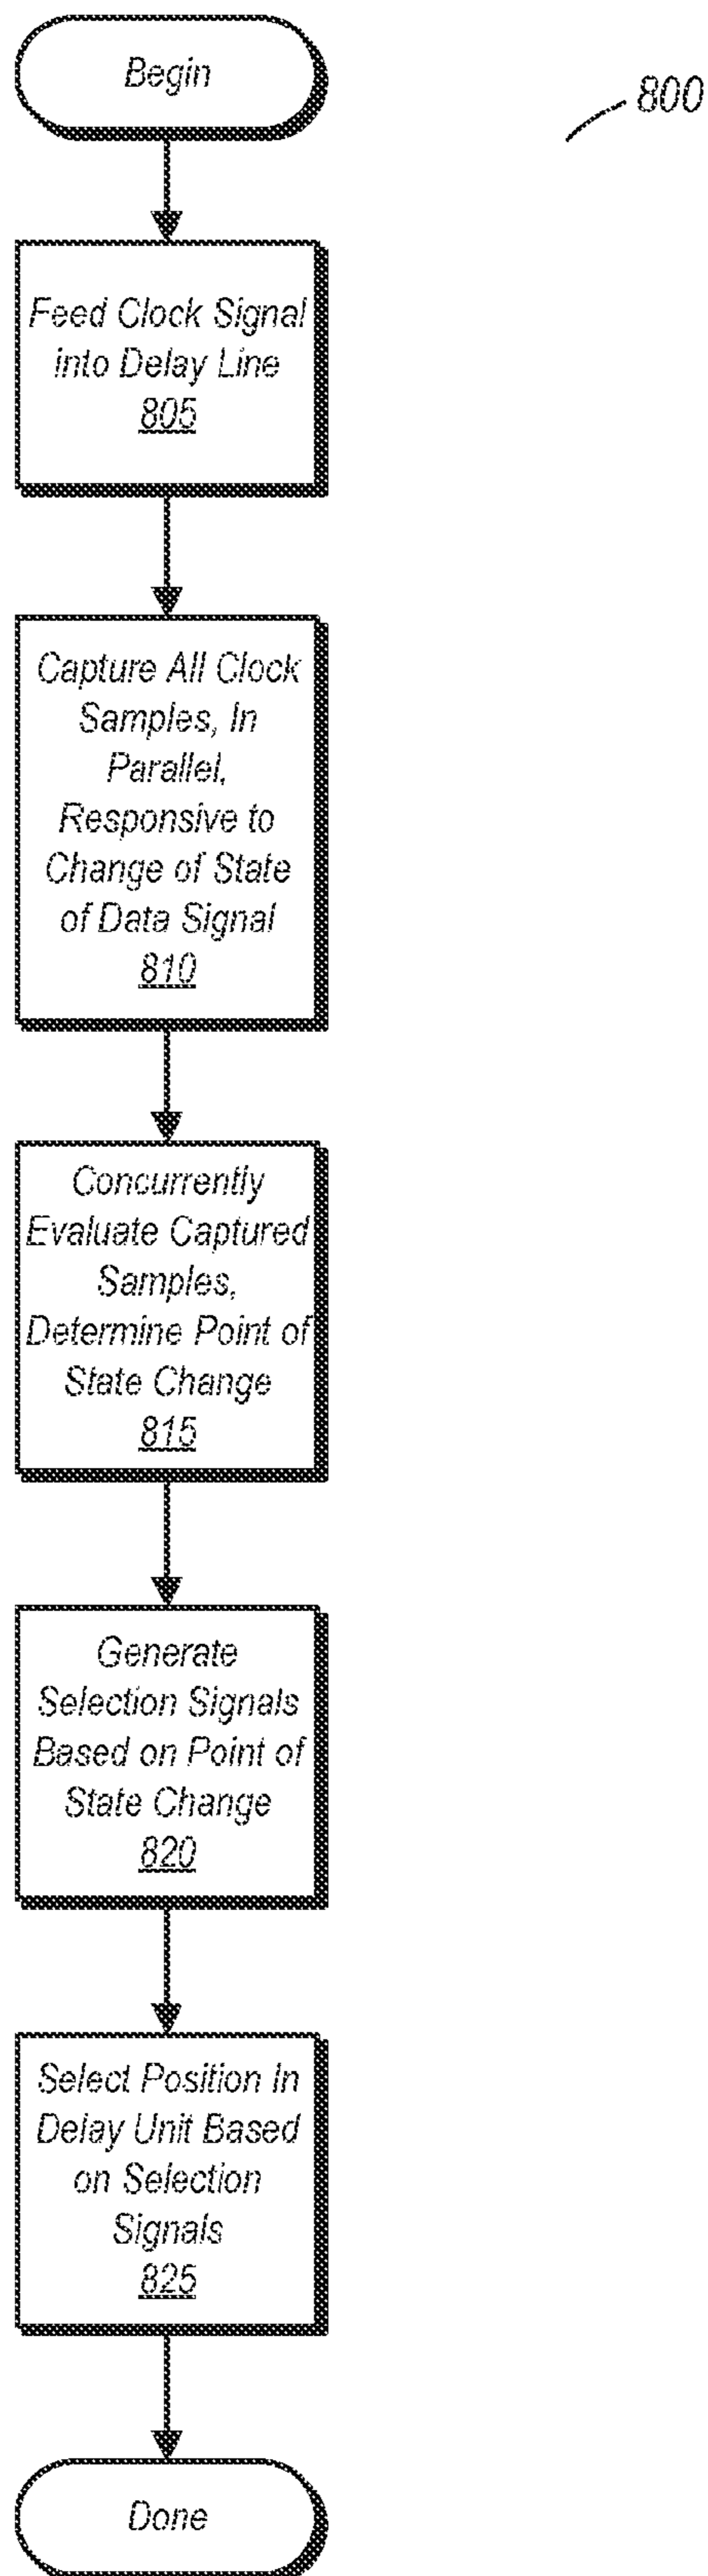 Begin
800
Feed Clock Signal
into Delay Line
805
Capture All Clock
Samples, In
Parallel,
Responsive to
Change of State
of Data Signal
810
Concurrently
Evaluate Captured
Samples,
Determine Point of
State Change
815
Generate
Selection Signals
Based on Point of
State Change
820
Select Position In
Delay Unit Based
on Selection
Signals
825
Done